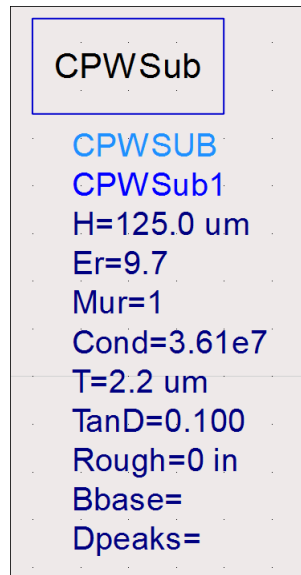 CPWSub
CPWSUB
CPWSub1
H=125.0 um
Er=9.7
Mur=1
Cond=3.61e7
T=2.2 um
TanD=0.100
Rough=0 in
Bbase=
Dpeaks=